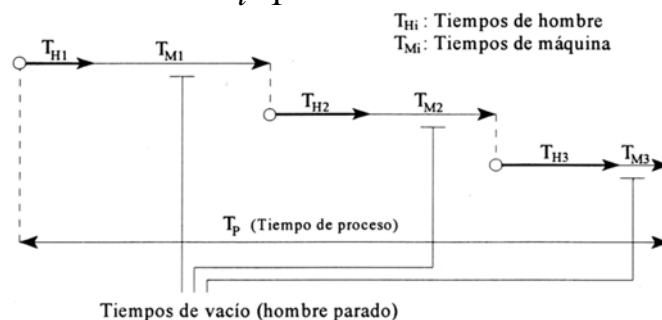 T_Hi : Tiempos de hombre
T_Mi : Tiempos de máquina
T_H1 T_M1
T_H2 T_M2
T_H3 T_M3
T_P (Tiempo de proceso)
Tiempos de vacío (hombre parado)